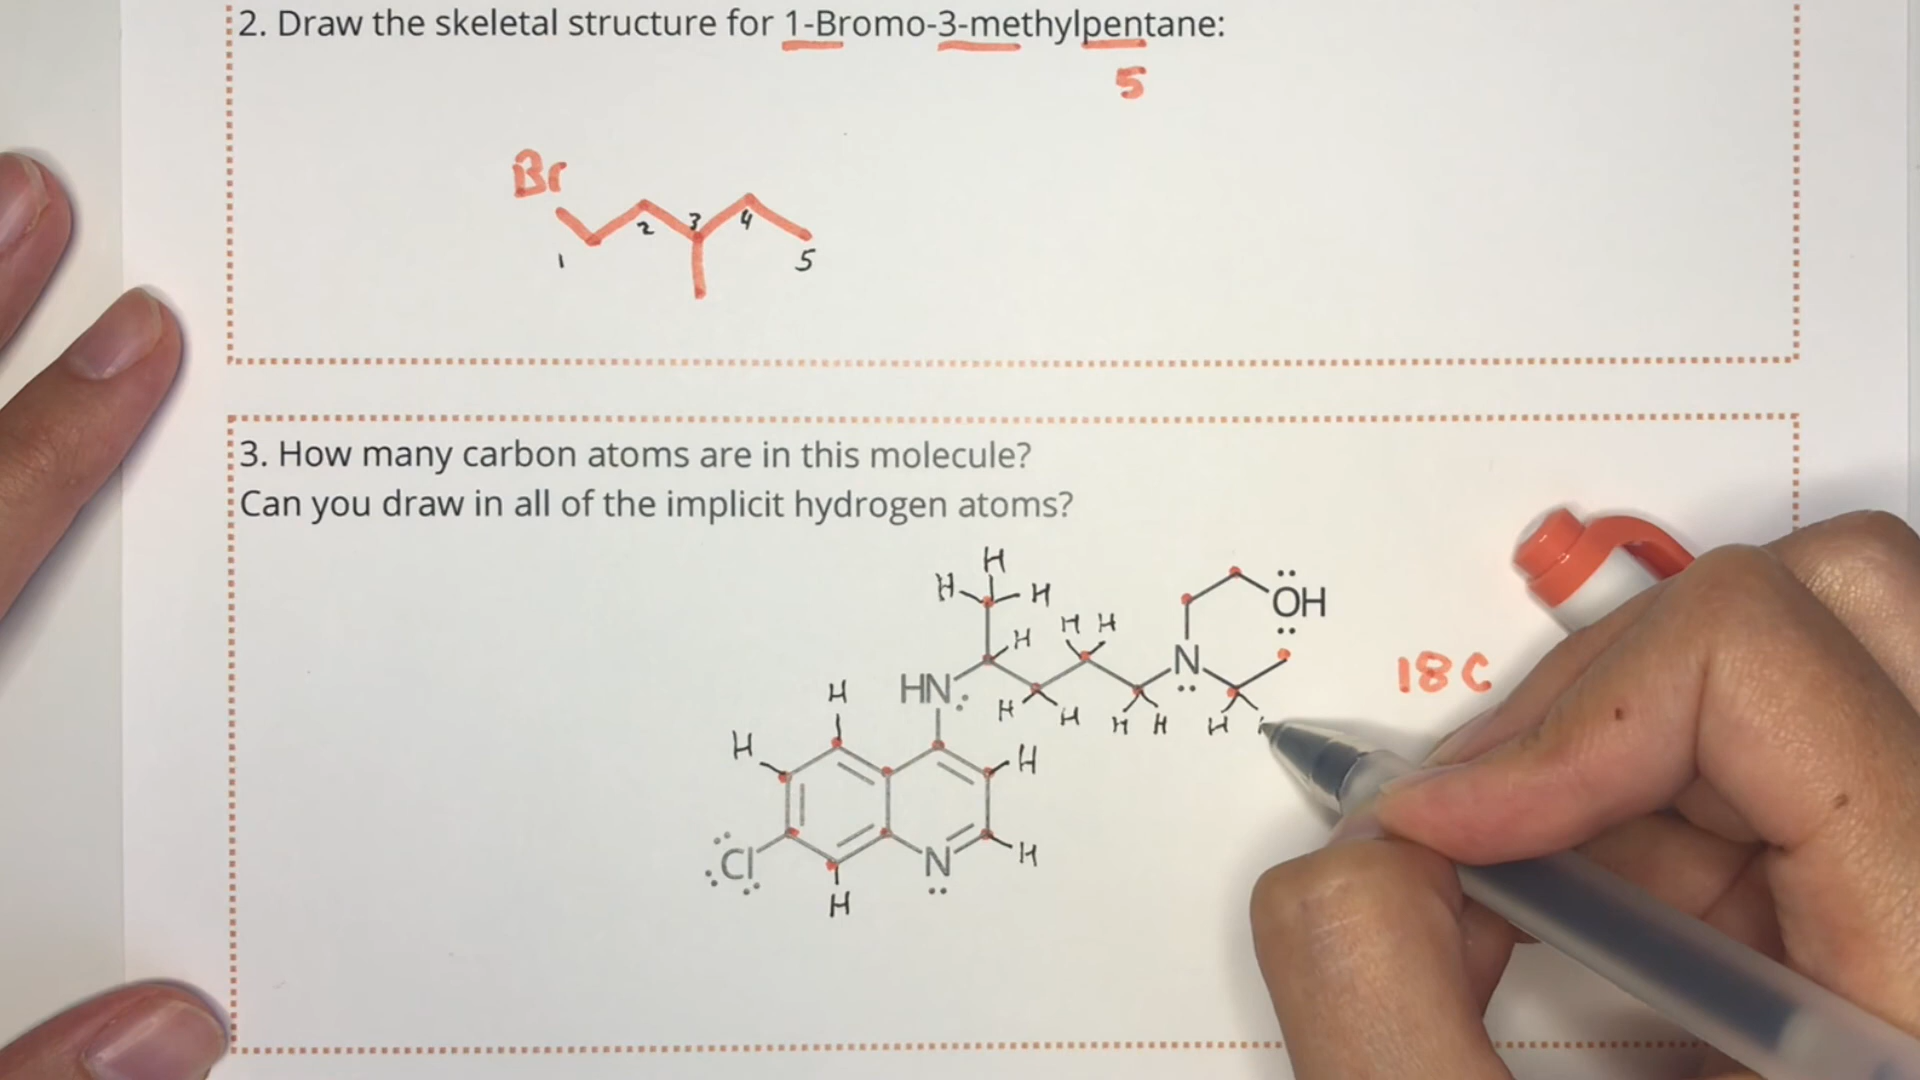 2. Draw the skeletal structure for 1-Bromo-3-methylpentane:
5
Br
2 3 4
1 5
3. How many carbon atoms are in this molecule?
Can you draw in all of the implicit hydrogen atoms?
H
H H
OH
H H H
N
18C
H HN
H H H H H
H H
Cl N H
H